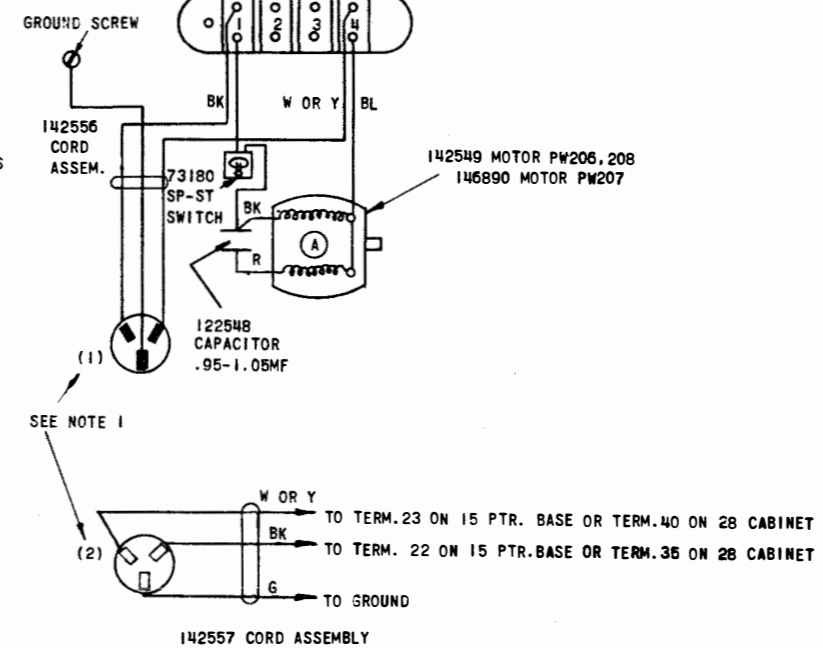 GROUND SCREW
1 2 3 4
BK
W OR Y
BL
142556
CORD
ASSEM.
S
73180
SP-ST
SWITCH
142549 MOTOR PW206,208
146890 MOTOR PW207
BK
A
R
122548
CAPACITOR
.95-1.05MF
(1)
SEE NOTE 1
W OR Y
TO TERM.23 ON 15 PTR. BASE OR TERM.40 ON 28 CABINET
(2)
BK
TO TERM. 22 ON 15 PTR.BASE OR TERM.35 ON 28 CABINET
G
TO GROUND
142557 CORD ASSEMBLY